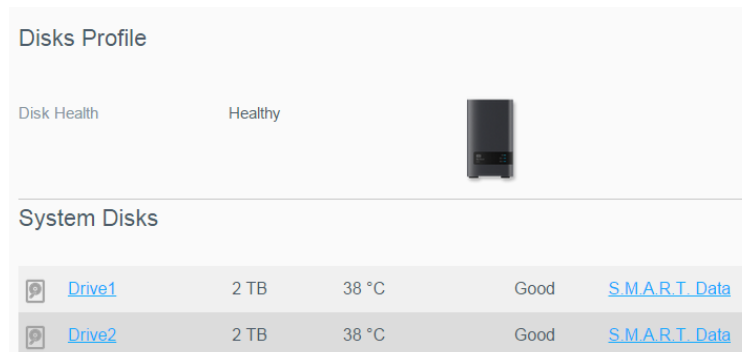 Disks Profile
Disk Health Healthy
System Disks
Drive1 2 TB 38 °C Good S.M.A.R.T. Data
Drive2 2 TB 38 °C Good S.M.A.R.T. Data